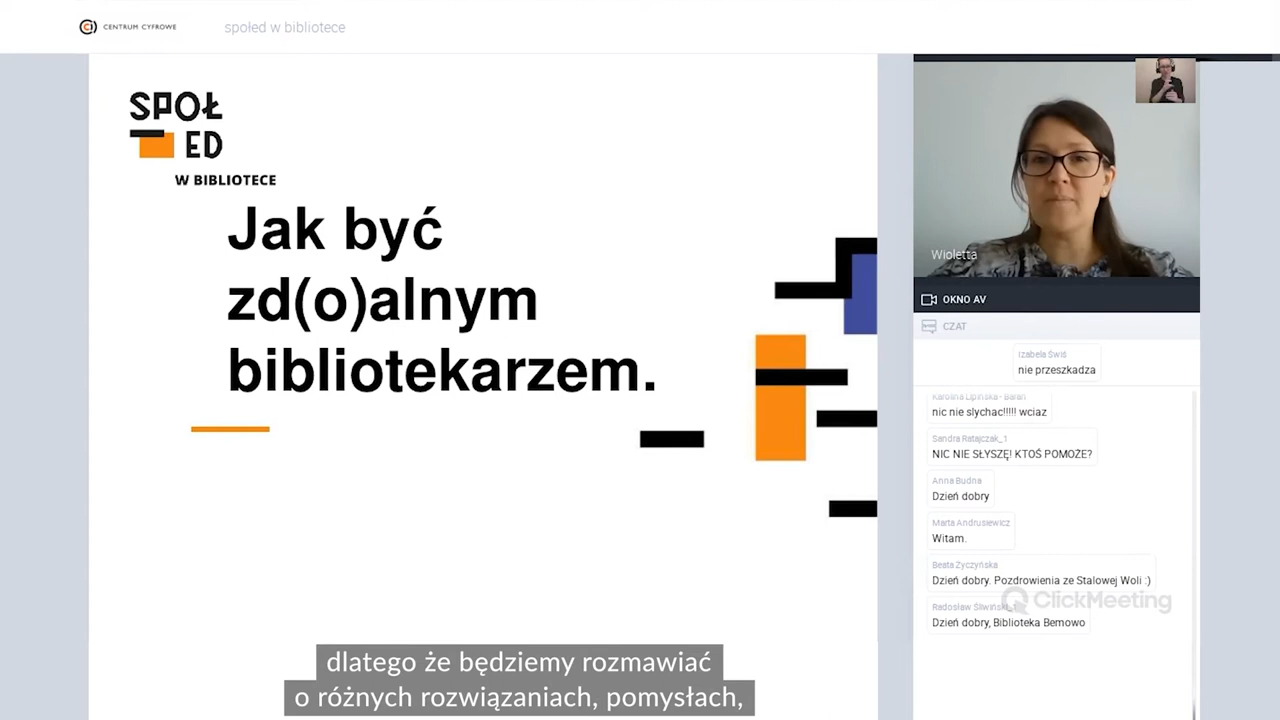 CENTRUM CYFROWE
społed w bibliotece
SPOŁ
ED
W BIBLIOTECE
Jak być
zd(o)alnym
bibliotekarzem.
Wioletta
OKNO AV
CZAT
Izabela Świś
nie przeszkadza
Karolina Lipińska - Balan
nic nie slychac!!!!! wciaz
Sandra Ratajczak_1
NIC NIE SŁYSZĘ! KTOŚ POMOŻE?
Anna Budna
Dzień dobry
Marta Andrusiewicz
Witam.
Beata Życzyńska
Dzień dobry. Pozdrowienia ze Stalowej Woli :)
ClickMeeting
Radosław Śliwiński_1
Dzień dobry, Biblioteka Bemowo
dlatego że będziemy rozmawiać
o różnych rozwiązaniach, pomysłach,